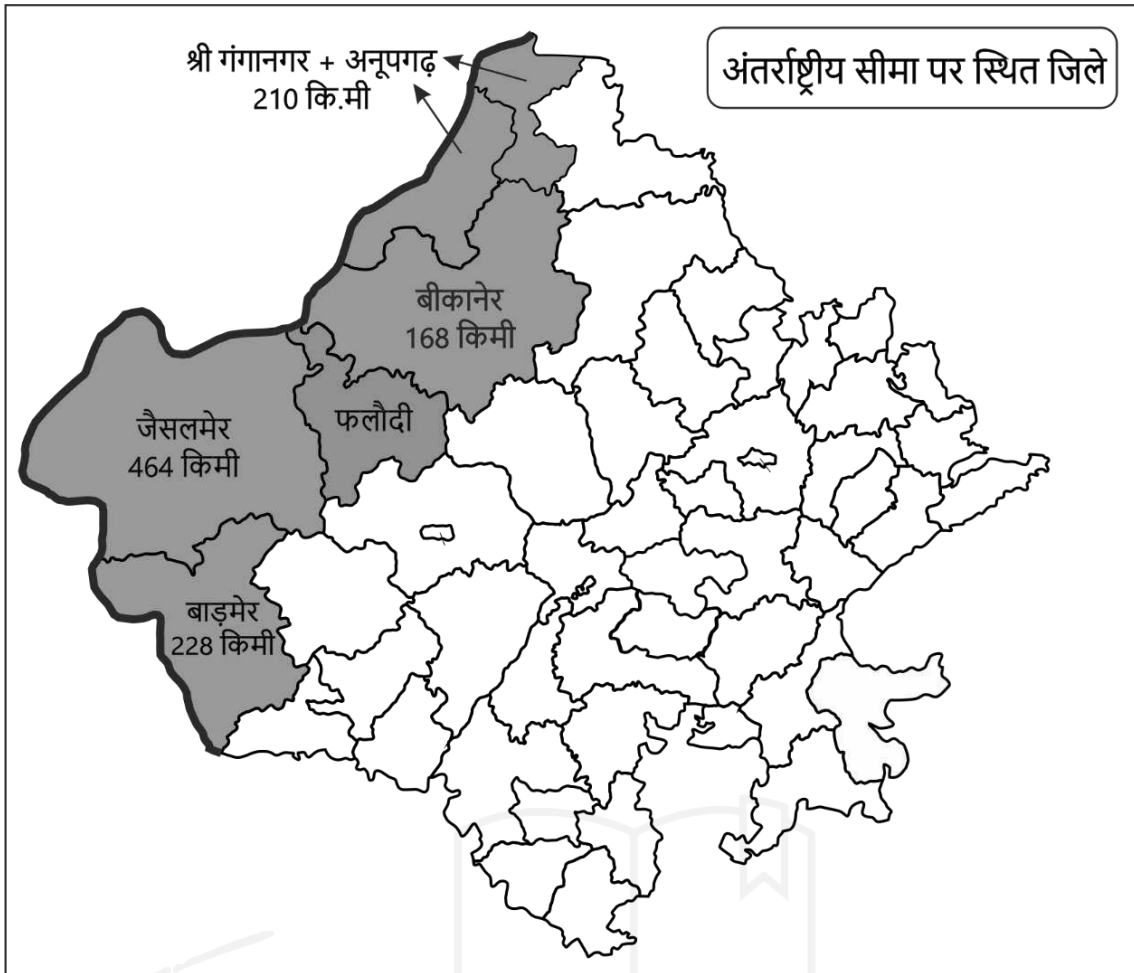 अंतर्राष्ट्रीय सीमा पर स्थित जिले
श्री गंगानगर + अनूपगढ़
210 कि.मी
बीकानेर
168 किमी
फलौदी
जैसलमेर
464 किमी
बाड़मेर
228 किमी